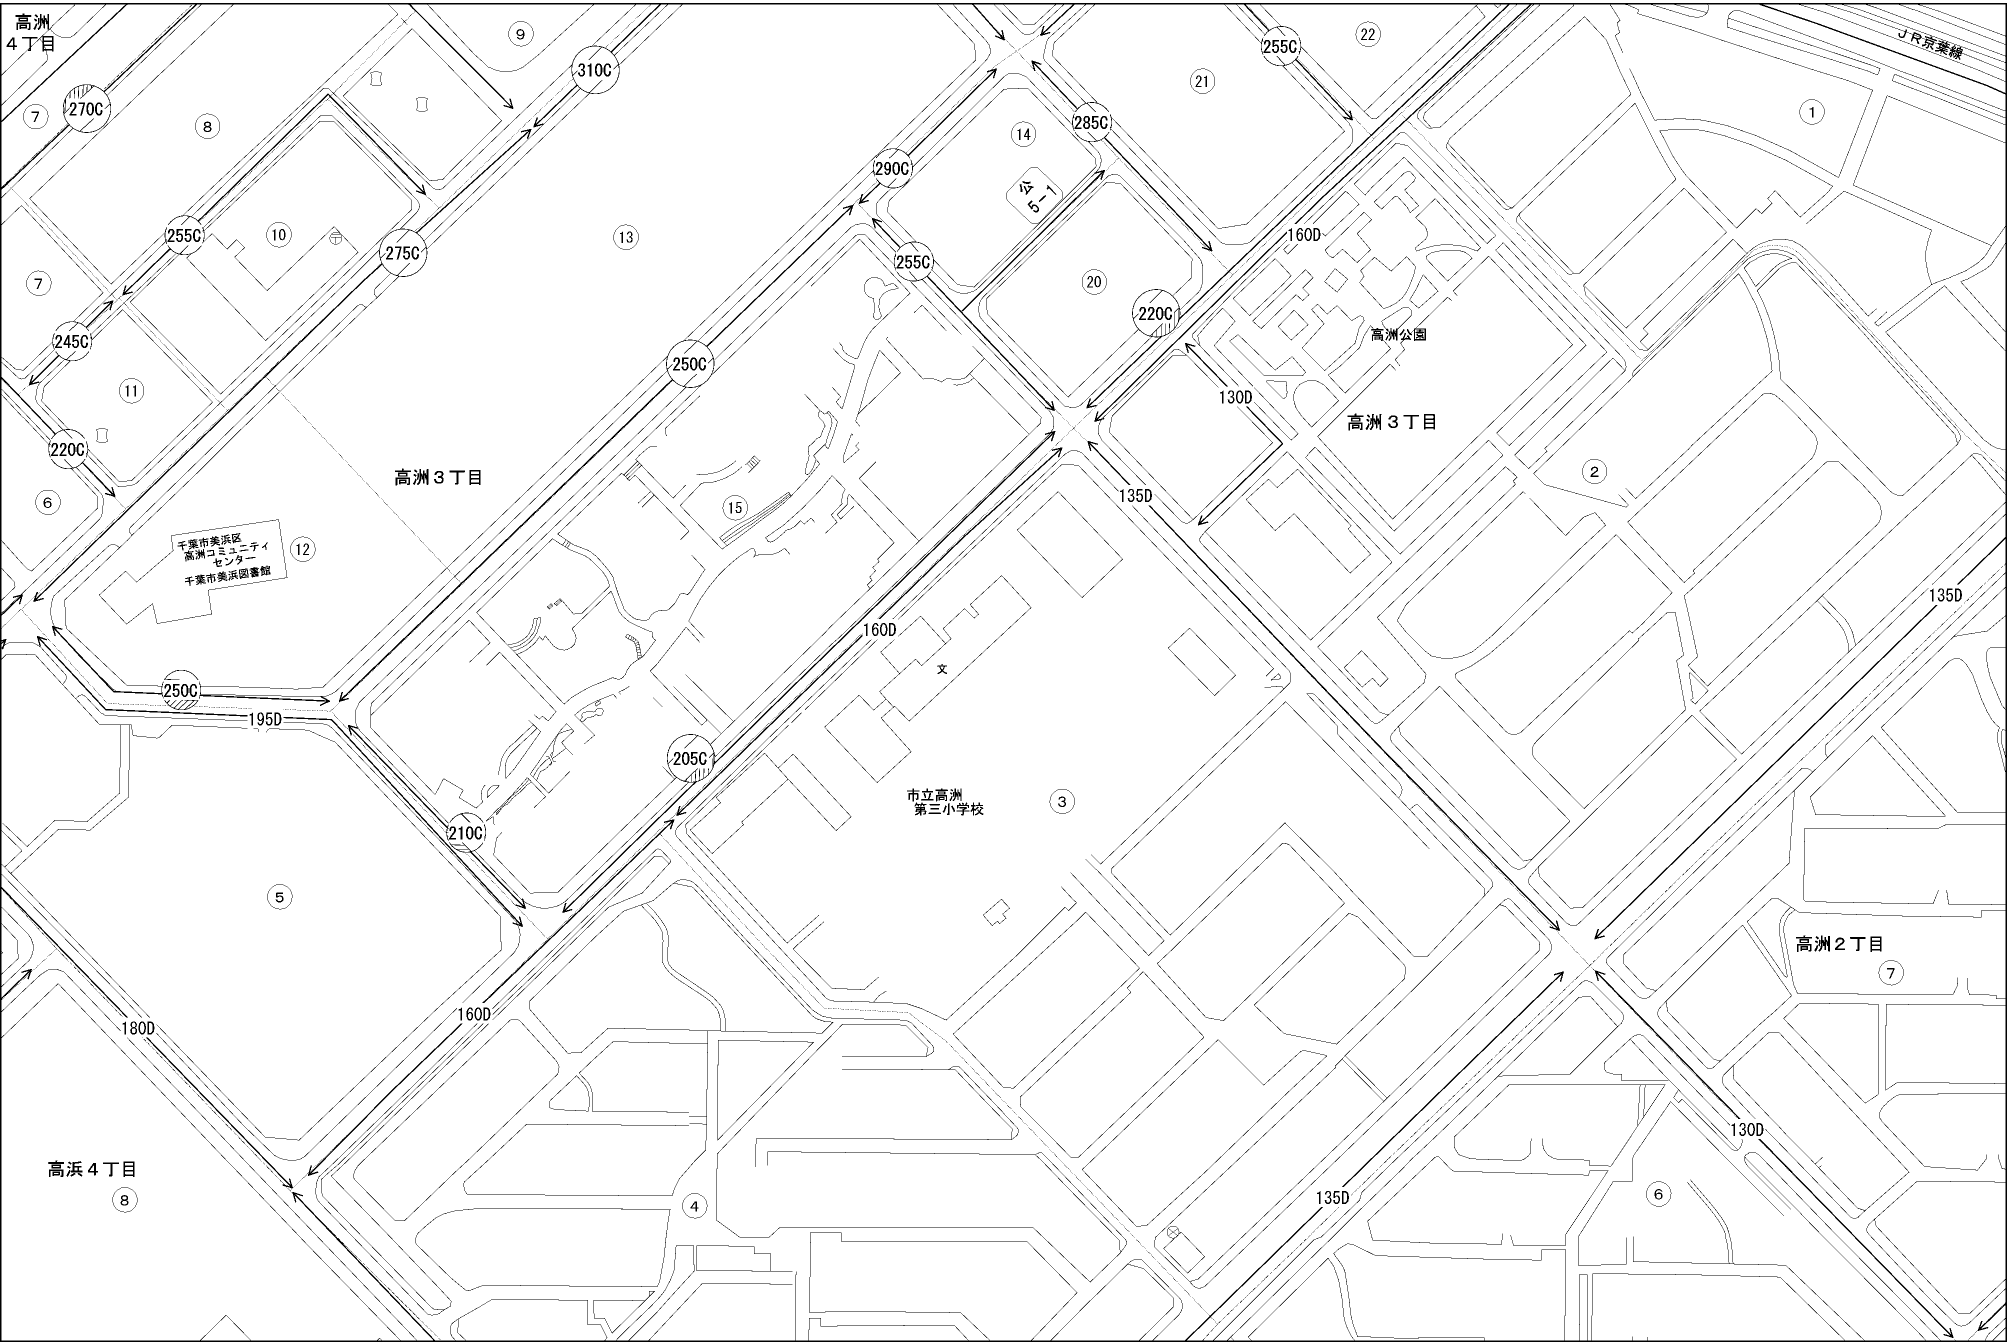 高洲
４丁目
9
310C
255C
22
ＪＲ京葉線
7
270C
8
21
1
285C
14
290C
公
5-1
255C
10
275C
13
255C
160D
7
20
220C
245C
高洲公園
250C
11
130D
高洲３丁目
220C
高洲３丁目
2
6
135D
15
千葉市美浜区
高洲コミュニティ
センター
千葉市美浜図書館
12
135D
160D
文
250C
195D
205C
市立高洲
第三小学校
3
210C
5
高洲２丁目
7
160D
180D
130D
高浜４丁目
8
4
135D
6